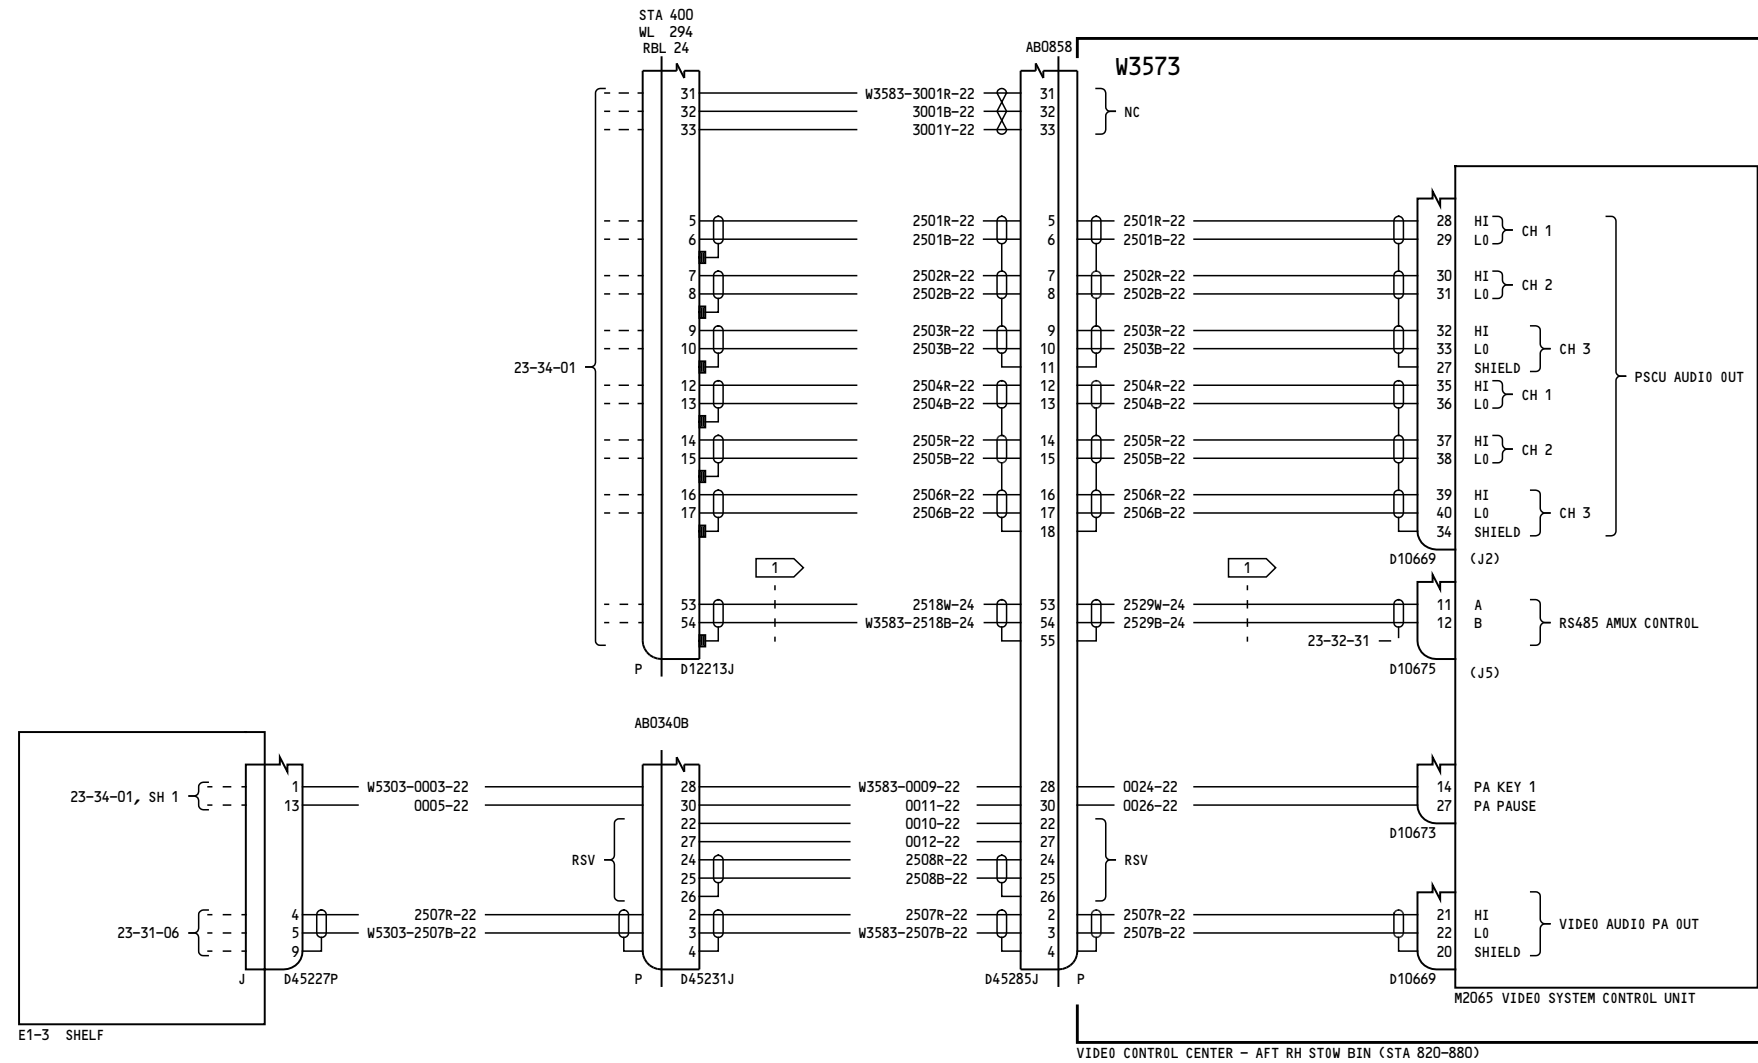 STA 400
WL 294
RBL 24
AB0858
W3573
31 W3583-3001R-22 31
32 3001B-22 32 NC
33 3001Y-22 33
5 2501R-22 5 2501R-22 28 HI
CH 1
6 2501B-22 6 2501B-22 29 LO
7 2502R-22 7 2502R-22 30 HI
CH 2
8 2502B-22 8 2502B-22 31 LO
9 2503R-22 9 2503R-22 32 HI
10 2503B-22 10 2503B-22 33 LO CH 3
23-34-01 11 27 SHIELD
PSCU AUDIO OUT
12 2504R-22 12 2504R-22 35 HI
CH 1
13 2504B-22 13 2504B-22 36 LO
14 2505R-22 14 2505R-22 37 HI
CH 2
15 2505B-22 15 2505B-22 38 LO
16 2506R-22 16 2506R-22 39 HI
17 2506B-22 17 2506B-22 40 LO CH 3
18 34 SHIELD
D10669 (J2)
1 1
53 2518W-24 53 2529W-24 11 A
54 W3583-2518B-24 54 2529B-24 12 B RS485 AMUX CONTROL
55 23-32-31
P D12213J D10675 (J5)
AB0340B
1 W5303-0003-22 28 W3583-0009-22 28 0024-22 14 PA KEY 1
23-34-01, SH 1
13 0005-22 30 0011-22 30 0026-22 27 PA PAUSE
22 0010-22 22
D10673
27 0012-22 27
RSV 24 2508R-22 24 RSV
25 2508B-22 25
26 26
4 2507R-22 2 2507R-22 2 2507R-22 21 HI
23-31-06 5 W5303-2507B-22 3 W3583-2507B-22 3 2507B-22 22 LO VIDEO AUDIO PA OUT
9 4 4 20 SHIELD
J D45227P P D45231J D45285J P D10669
M2065 VIDEO SYSTEM CONTROL UNIT
E1-3 SHELF
VIDEO CONTROL CENTER - AFT RH STOW BIN (STA 820-880)